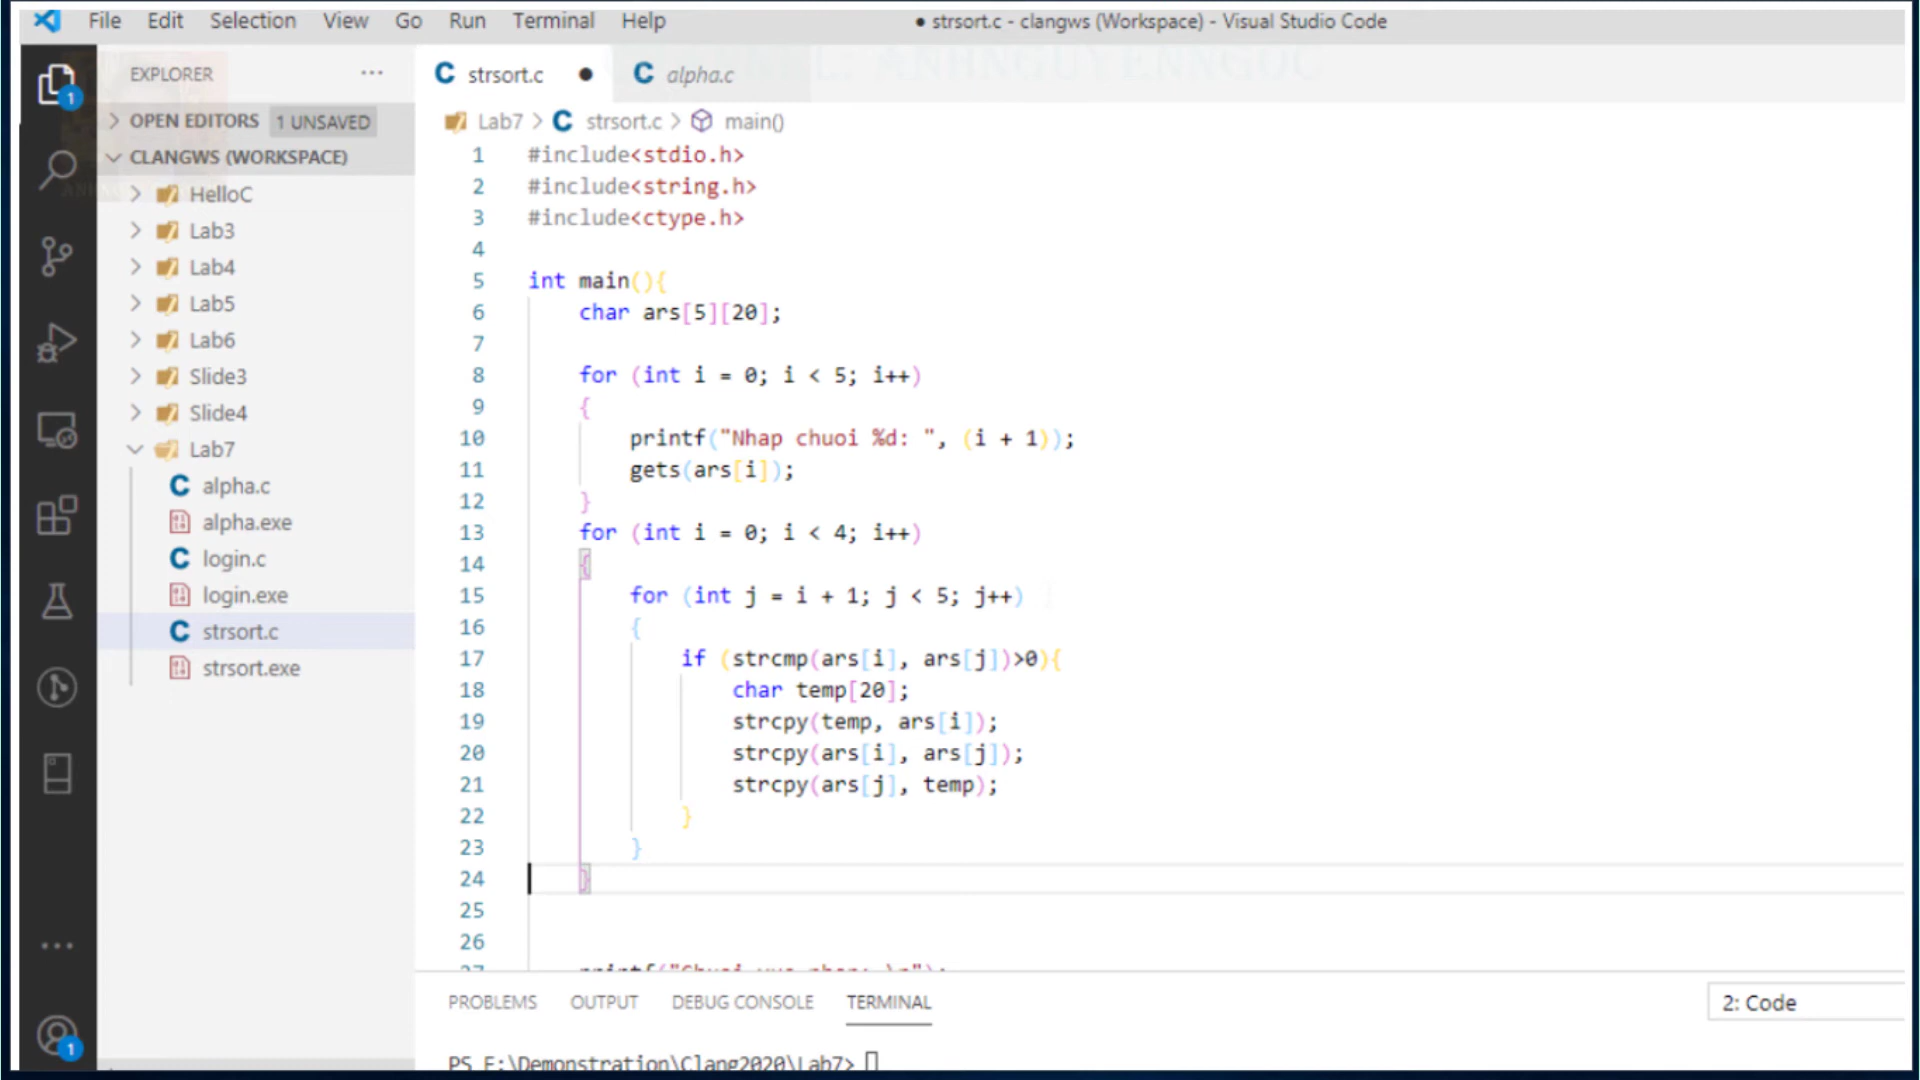 File Edit Selection View Go Run Terminal Help ● strsort.c - clangws (Workspace) - Visual Studio Code
EXPLORER ···
strsort.c ●
alpha.c
ANHNGUYENNGOC
OPEN EDITORS 1 UNSAVED
CLANGWS (WORKSPACE)
HelloC
Lab3
Lab4
Lab5
Lab6
Slide3
Slide4
Lab7
alpha.c
alpha.exe
login.c
login.exe
strsort.c
strsort.exe
1
1
Lab7 > strsort.c > main()
1 #include<stdio.h>
2 #include<string.h>
3 #include<ctype.h>
4
5 int main(){
6 char ars[5][20];
7
8 for (int i = 0; i < 5; i++)
9 {
10 printf("Nhap chuoi %d: ", (i + 1));
11 gets(ars[i]);
12 }
13 for (int i = 0; i < 4; i++)
14 {
15 for (int j = i + 1; j < 5; j++)
16 {
17 if (strcmp(ars[i], ars[j])>0){
18 char temp[20];
19 strcpy(temp, ars[i]);
20 strcpy(ars[i], ars[j]);
21 strcpy(ars[j], temp);
22 }
23 }
24 }
25
26
27 printf("Chuoi vua nhap: \n");
PROBLEMS OUTPUT DEBUG CONSOLE TERMINAL 2: Code
PS E:\Demonstration\Clang2020\Lab7>